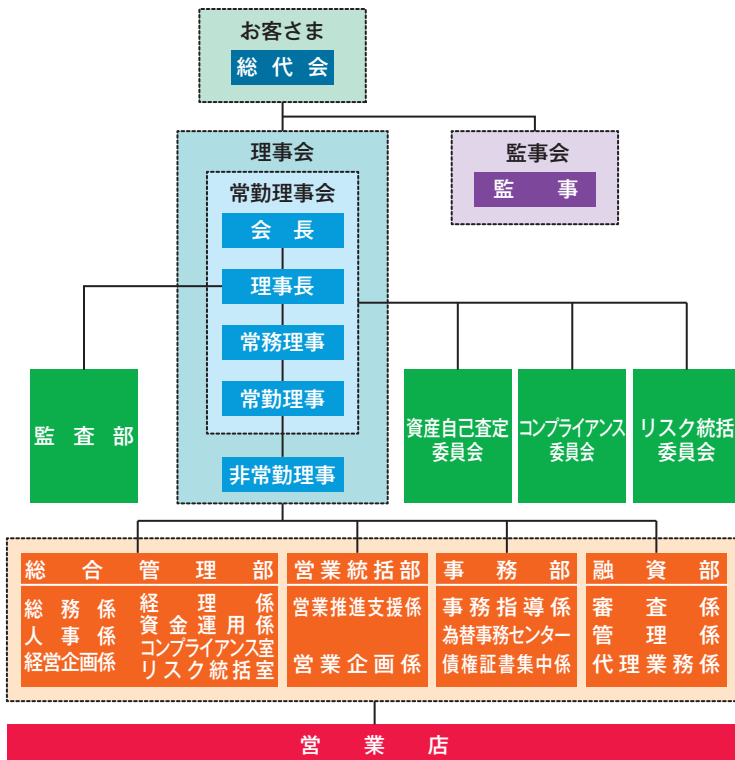 お客さま
総代会
理事会
監事会
監事
常勤理事会
会長
理事長
常務理事
常勤理事
非常勤理事
監査部
資産自己査定
委員会
コンプライアンス
委員会
リスク統括
委員会
総合管理部
総務係
人事係
経営企画係
経理係
資金運用係
コンプライアンス室
リスク統括室
営業統括部
営業推進支援係
営業企画係
事務部
事務指導係
為替事務センター
債権証書集中係
融資部
審査係
管理係
代理業務係
営業店